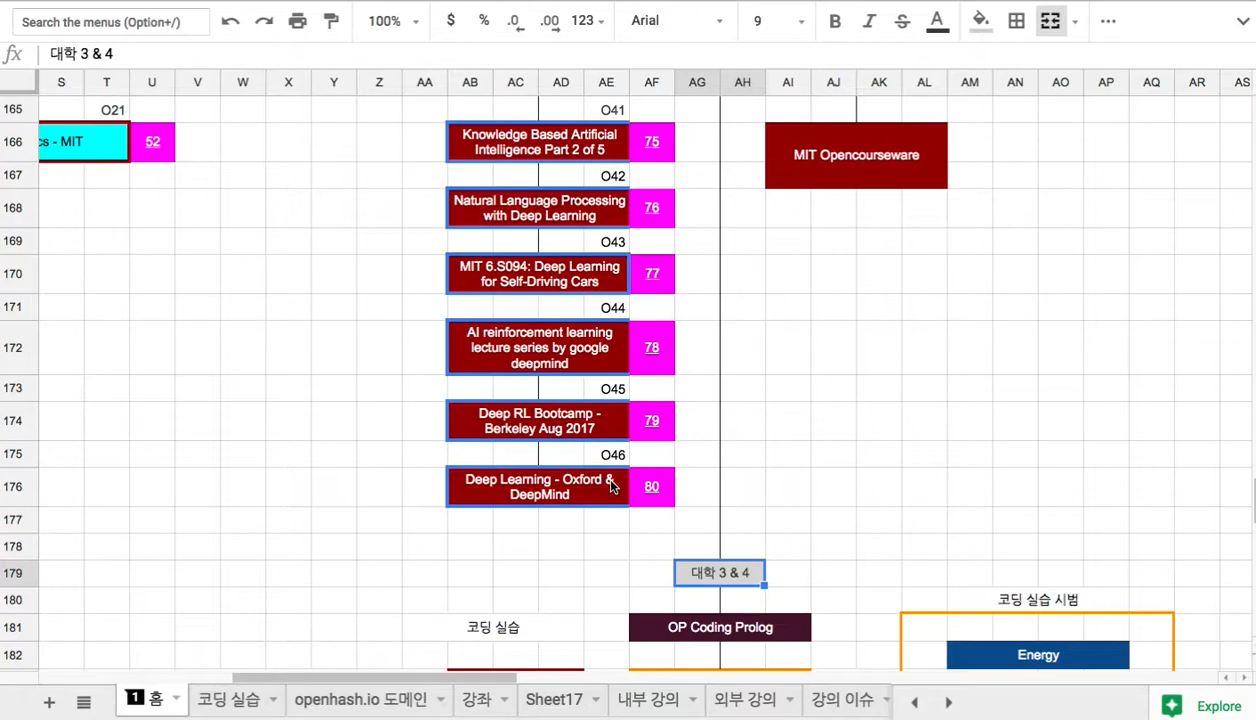 Search the menus (Option+/)
100%
$ % .0 .00 123
Arial
9
B I S A
fx 대학 3 & 4
S T U V W X Y Z AA AB AC AD AE AF AG AH AI AJ AK AL AM AN AO AP AQ AR AS
165 O21 O41
166 cs - MIT 52
Knowledge Based Artificial
Intelligence Part 2 of 5
75
MIT Opencourseware
167 O42
168
Natural Language Processing
with Deep Learning
76
169 O43
170
MIT 6.S094: Deep Learning
for Self-Driving Cars
77
171 O44
172
AI reinforcement learning
lecture series by google
deepmind
78
173 O45
174
Deep RL Bootcamp -
Berkeley Aug 2017
79
175 O46
176
Deep Learning - Oxford &
DeepMind
80
177
178
179 대학 3 & 4
180 코딩 실습 시범
181 코딩 실습 OP Coding Prolog
182 Energy
1 홈 코딩 실습 openhash.io 도메인 강좌 Sheet17 내부 강의 외부 강의 강의 이슈 Explore